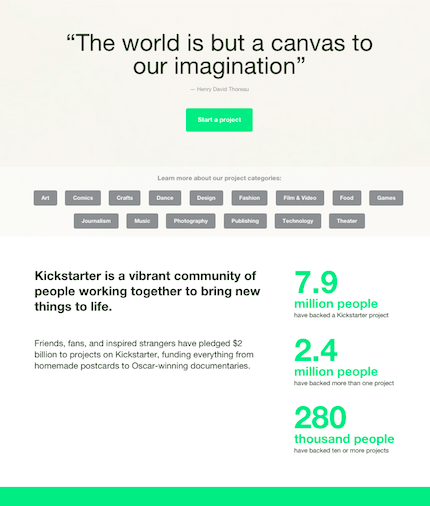 “The world is but a canvas to
our imagination”
— Henry David Thoreau
Start a project
Learn more about our project categories:
Art Comics Crafts Dance Design Fashion Film & Video Food Games
Journalism Music Photography Publishing Technology Theater
Kickstarter is a vibrant community of
people working together to bring new
things to life.
Friends, fans, and inspired strangers have pledged $2
billion to projects on Kickstarter, funding everything from
homemade postcards to Oscar-winning documentaries.
7.9
million people
have backed a Kickstarter project
2.4
million people
have backed more than one project
280
thousand people
have backed ten or more projects